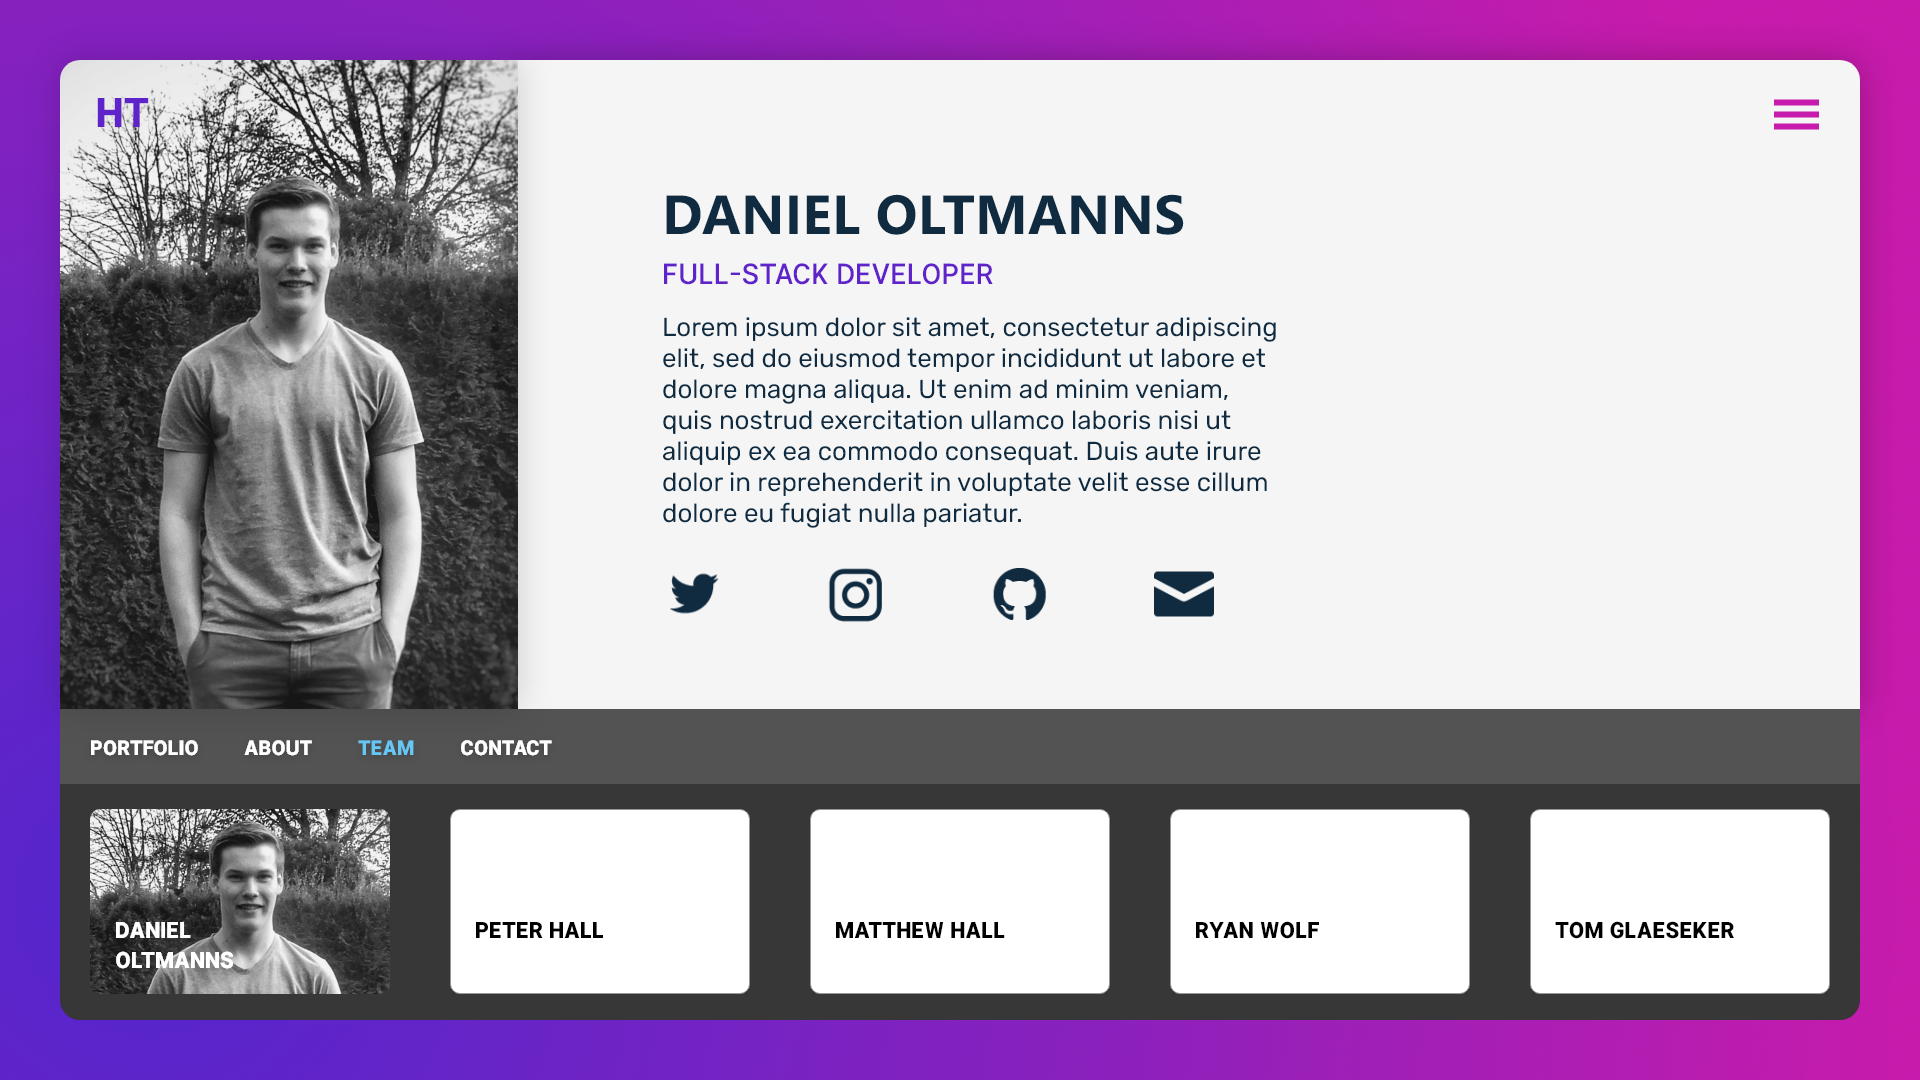 HT
DANIEL OLTMANNS
FULL-STACK DEVELOPER
Lorem ipsum dolor sit amet, consectetur adipiscing
elit, sed do eiusmod tempor incididunt ut labore et
dolore magna aliqua. Ut enim ad minim veniam,
quis nostrud exercitation ullamco laboris nisi ut
aliquip ex ea commodo consequat. Duis aute irure
dolor in reprehenderit in voluptate velit esse cillum
dolore eu fugiat nulla pariatur.
PORTFOLIO ABOUT TEAM CONTACT
DANIEL
OLTMANNS
PETER HALL
MATTHEW HALL
RYAN WOLF
TOM GLAESEKER